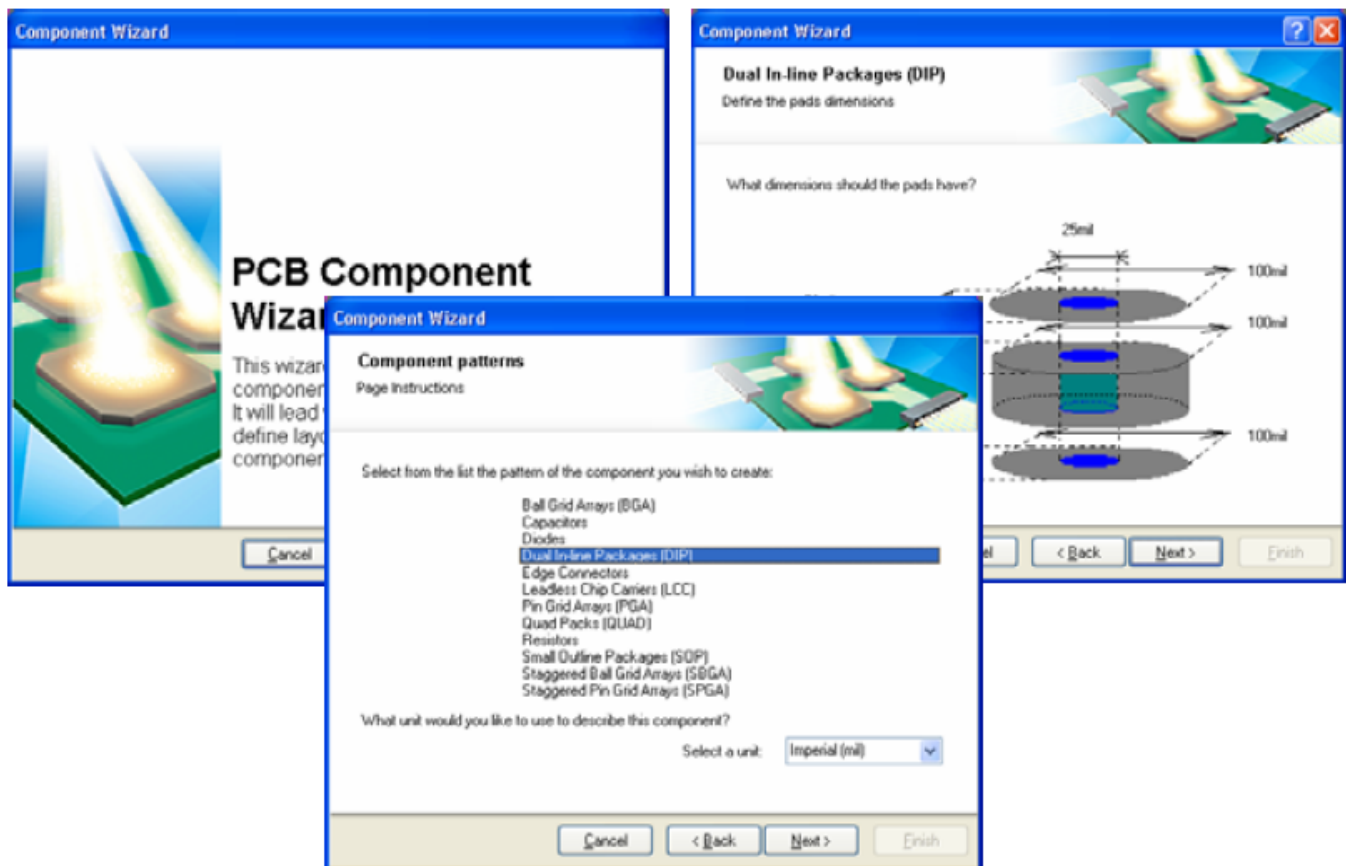 Component Wizard
PCB Component
This
component
It will lead
define
component
Cancel
Component Wizard
Dual In-line Packages (DIP)
Define the pads dimensions
What dimensions should the pads have?
25mil
100mil
100mil
100mil
< Back
Next >
Finish
Component Wizard
Component patterns
Page Instructions
Select from the list the pattern of the component you wish to create:
Ball Grid Arrays (BGA)
Capacitors
Diodes
Dual In-line Packages (DIP)
Edge Connectors
Leadless Chip Carriers (LCC)
Pin Grid Arrays (PGA)
Quad Packs (QUAD)
Resistors
Small Outline Packages (SOP)
Staggered Ball Grid Arrays (SBGA)
Staggered Pin Grid Arrays (SPGA)
What unit would you like to use to describe this component?
Select a unit: Imperial (mil)
Cancel
< Back
Next >
Finish